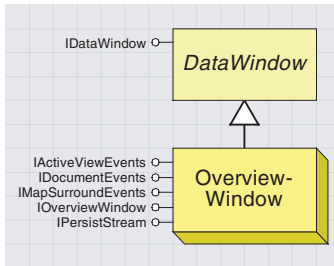 IDataWindow
DataWindow
IActiveViewEvents
IDocumentEvents
IMapSurroundEvents
IOverviewWindow
IPersistStream
Overview-
Window